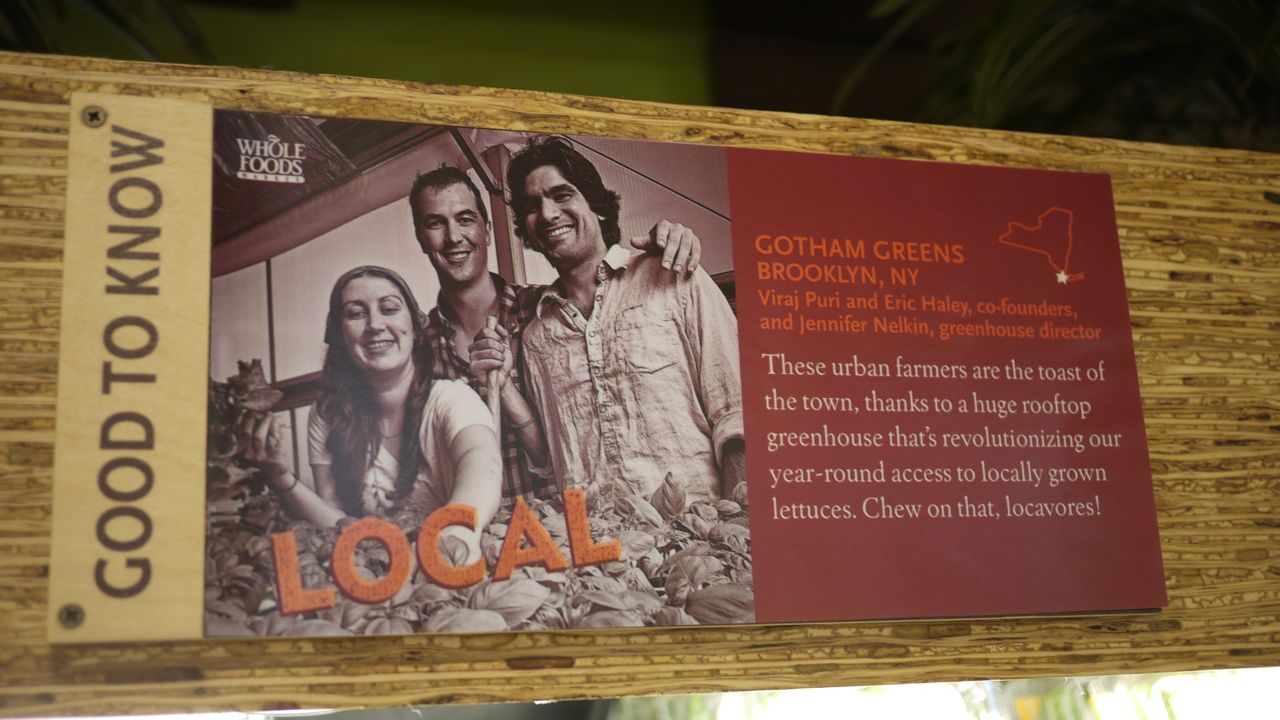 GOOD TO KNOW
WHOLE
FOODS
MARKET
LOCAL
GOTHAM GREENS
BROOKLYN, NY
Viraj Puri and Eric Haley, co-founders,
and Jennifer Nelkin, greenhouse director
These urban farmers are the toast of
the town, thanks to a huge rooftop
greenhouse that's revolutionizing our
year-round access to locally grown
lettuces. Chew on that, locavores!